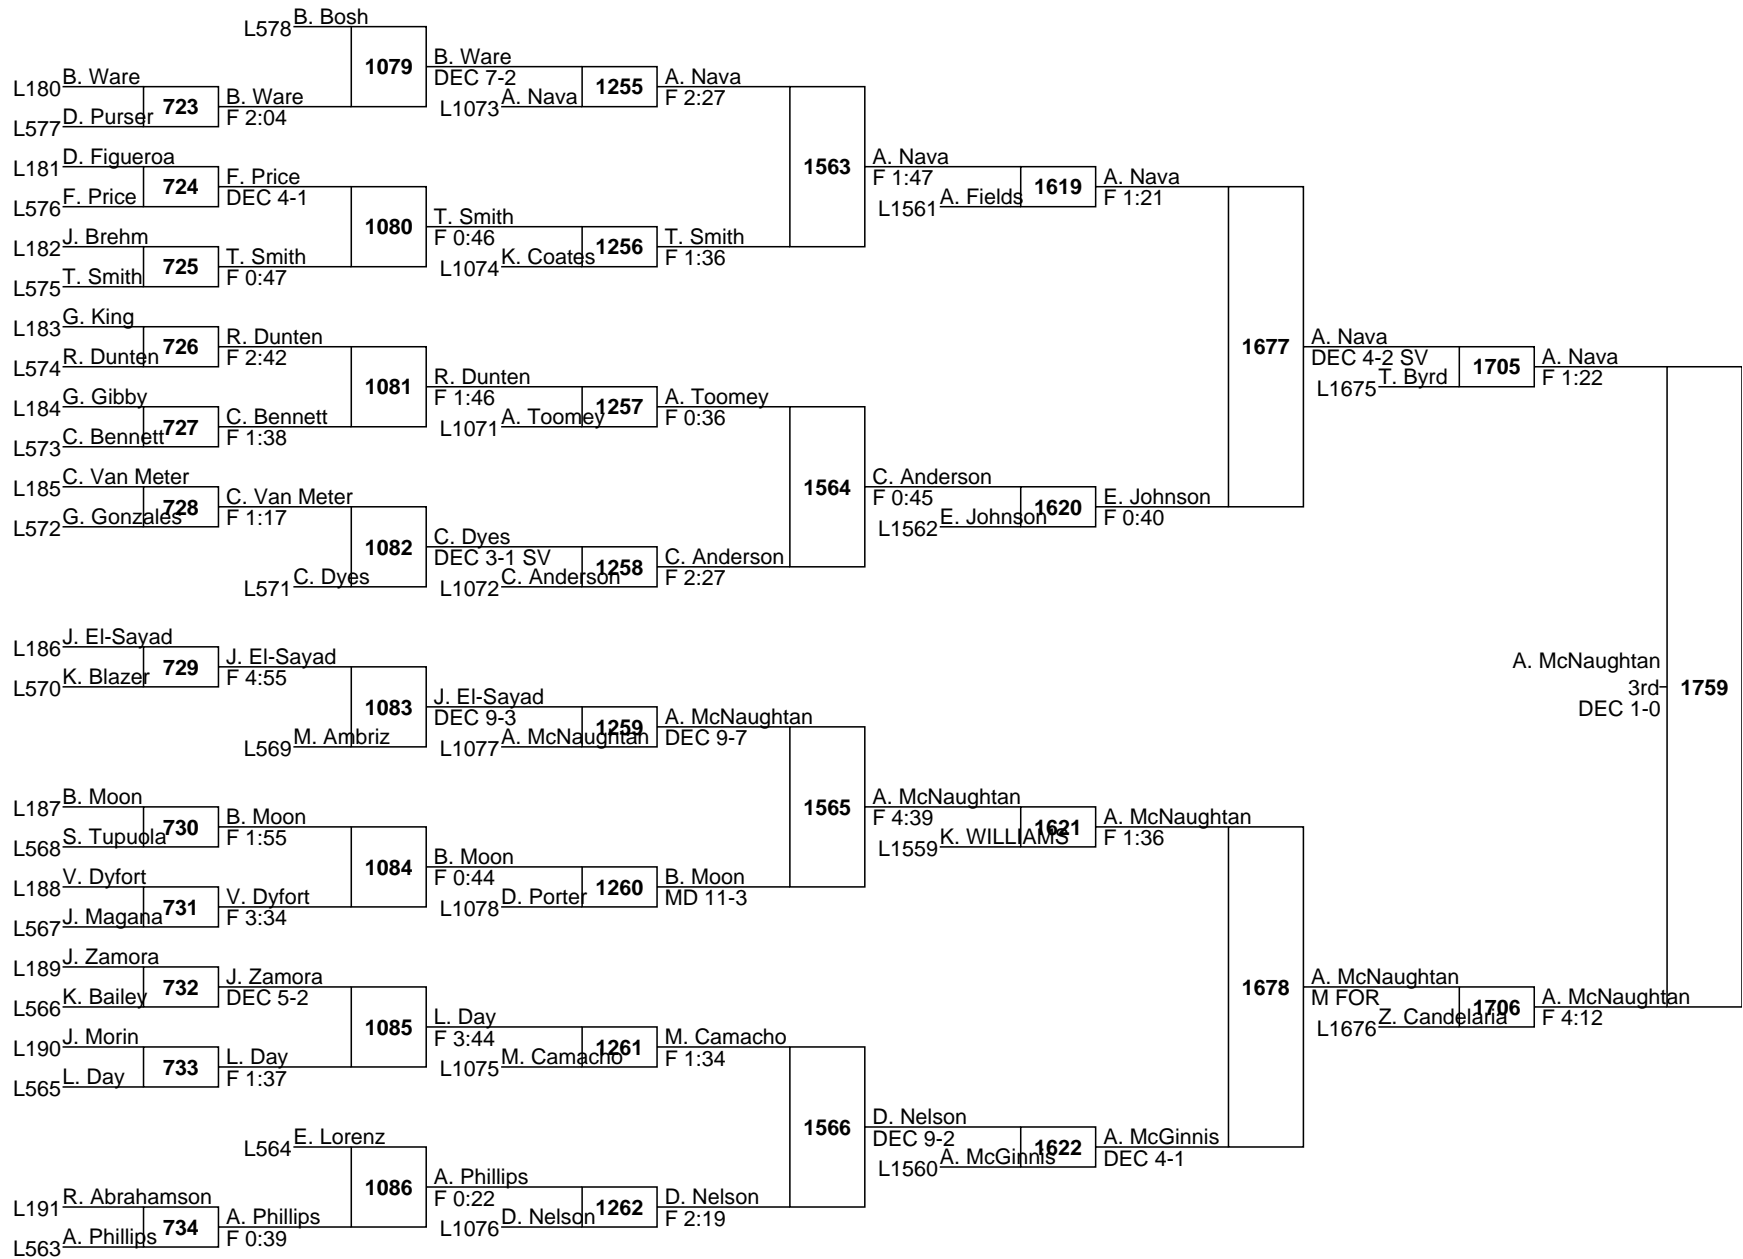 B. Bosh
L578
1079
B. Ware
DEC 7-2
1255
A. Nava
F 2:27
L1073
A. Nava
L180
B. Ware
723
B. Ware
F 2:04
L577
D. Purser
L181
D. Figueroa
724
F. Price
DEC 4-1
L576
F. Price
1563
A. Nava
F 1:47
1619
A. Nava
F 1:21
L1561
A. Fields
1080
T. Smith
F 0:46
1256
T. Smith
F 1:36
L1074
K. Coates
L182
J. Brehm
725
T. Smith
F 0:47
L575
T. Smith
L183
G. King
726
R. Dunten
F 2:42
L574
R. Dunten
1677
A. Nava
DEC 4-2 SV
1705
A. Nava
F 1:22
L1675
T. Byrd
1081
R. Dunten
F 1:46
1257
A. Toomey
F 0:36
L1071
A. Toomey
L184
G. Gibby
727
C. Bennett
F 1:38
L573
C. Bennett
L185
C. Van Meter
728
C. Van Meter
F 1:17
L572
G. Gonzales
1564
C. Anderson
F 0:45
1620
E. Johnson
F 0:40
L1562
E. Johnson
1082
C. Dyes
DEC 3-1 SV
1258
C. Anderson
F 2:27
L1072
C. Anderson
L571
C. Dyes
L186
J. El-Sayad
729
J. El-Sayad
F 4:55
L570
K. Blazer
A. McNaughtan
3rd
DEC 1-0
1759
1083
J. El-Sayad
DEC 9-3
1259
A. McNaughtan
DEC 9-7
L1077
A. McNaughtan
L569
M. Ambriz
L187
B. Moon
730
B. Moon
F 1:55
L568
S. Tupuola
1565
A. McNaughtan
F 4:39
1621
A. McNaughtan
F 1:36
L1559
K. WILLIAMS
1084
B. Moon
F 0:44
1260
B. Moon
MD 11-3
L1078
D. Porter
L188
V. Dyfort
731
V. Dyfort
F 3:34
L567
J. Magana
L189
J. Zamora
732
J. Zamora
DEC 5-2
L566
K. Bailey
1678
A. McNaughtan
M FOR
1706
A. McNaughtan
F 4:12
L1676
Z. Candelaria
1085
L. Day
F 3:44
1261
M. Camacho
F 1:34
L1075
M. Camacho
L190
J. Morin
733
L. Day
F 1:37
L565
L. Day
1566
D. Nelson
DEC 9-2
1622
A. McGinnis
DEC 4-1
L1560
A. McGinnis
L564
E. Lorenz
1086
A. Phillips
F 0:22
1262
D. Nelson
F 2:19
L1076
D. Nelson
L191
R. Abrahamson
734
A. Phillips
F 0:39
L563
A. Phillips